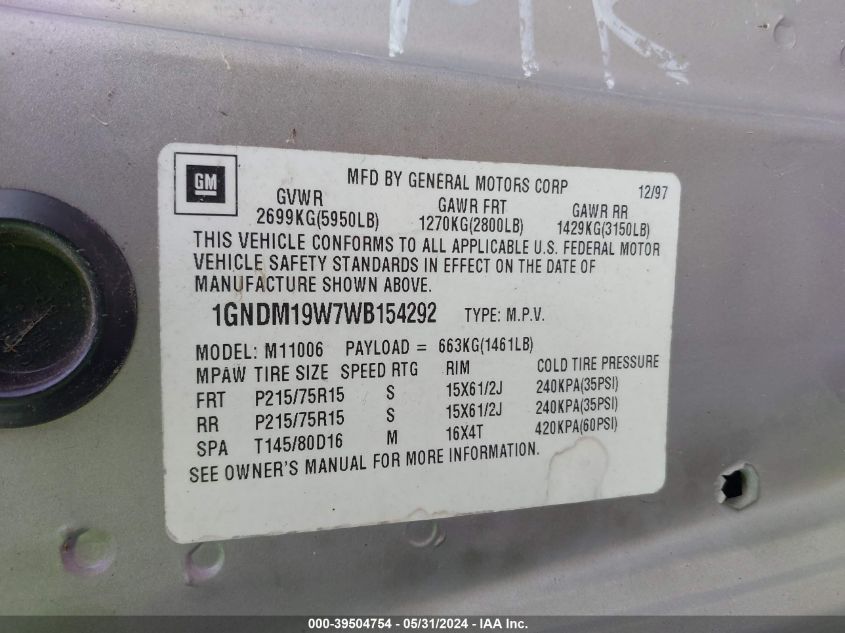 GM
MFD BY GENERAL MOTORS CORP 12/97
GVWR GAWR FRT GAWR RR
2699KG(5950LB) 1270KG(2800LB) 1429KG(3150LB)
THIS VEHICLE CONFORMS TO ALL APPLICABLE U.S. FEDERAL MOTOR
VEHICLE SAFETY STANDARDS IN EFFECT ON THE DATE OF
MANUFACTURE SHOWN ABOVE.
1GNDM19W7WB154292 TYPE: M.P.V.
MODEL: M11006 PAYLOAD = 663KG(1461LB)
MPAW TIRE SIZE SPEED RTG RIM COLD TIRE PRESSURE
FRT P215/75R15 S 15X61/2J 240KPA(35PSI)
RR P215/75R15 S 15X61/2J 240KPA(35PSI)
SPA T145/80D16 M 16X4T 420KPA(60PSI)
SEE OWNER'S MANUAL FOR MORE INFORMATION.
000-39504754 - 05/31/2024 - IAA Inc.